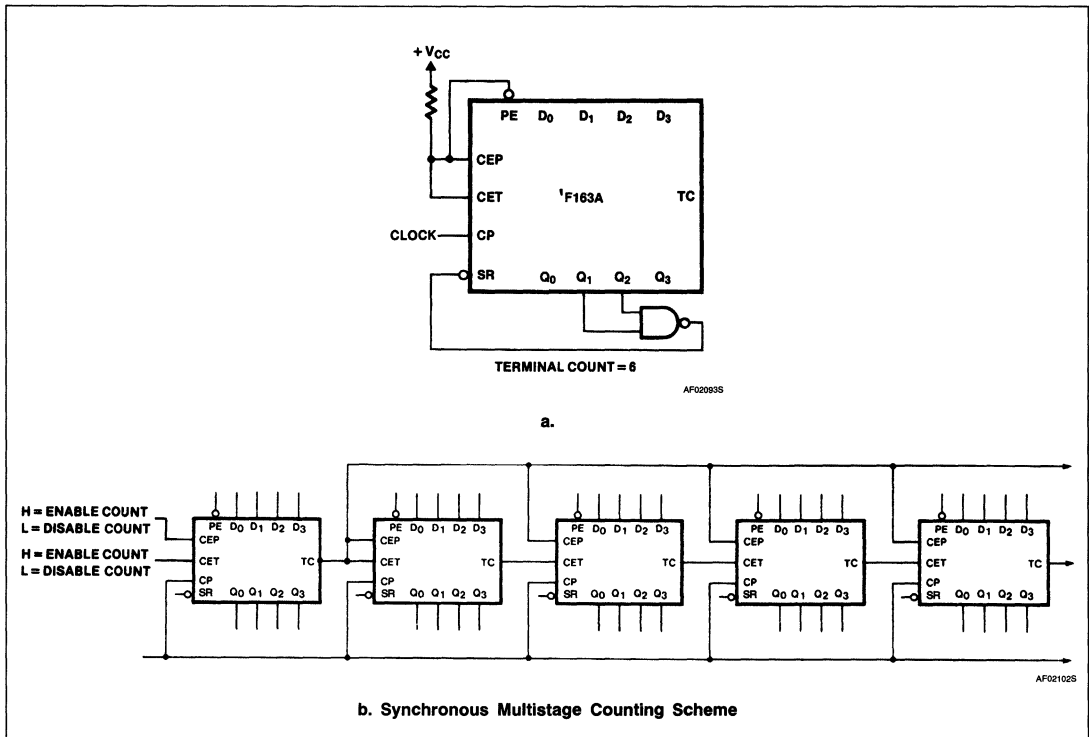 + VCC
PE D0 D1 D2 D3
CEP
CET 'F163A TC
CLOCK CP
SR Q0 Q1 Q2 Q3
TERMINAL COUNT = 6
AF02093S
a.
H = ENABLE COUNT
L = DISABLE COUNT
H = ENABLE COUNT
L = DISABLE COUNT
PE D0 D1 D2 D3
CEP
CET TC
CP
SR Q0 Q1 Q2 Q3
PE D0 D1 D2 D3
CEP
CET TC
CP
SR Q0 Q1 Q2 Q3
PE D0 D1 D2 D3
CEP
CET TC
CP
SR Q0 Q1 Q2 Q3
PE D0 D1 D2 D3
CEP
CET TC
CP
SR Q0 Q1 Q2 Q3
PE D0 D1 D2 D3
CEP
CET TC
CP
SR Q0 Q1 Q2 Q3
AF02102S
b. Synchronous Multistage Counting Scheme